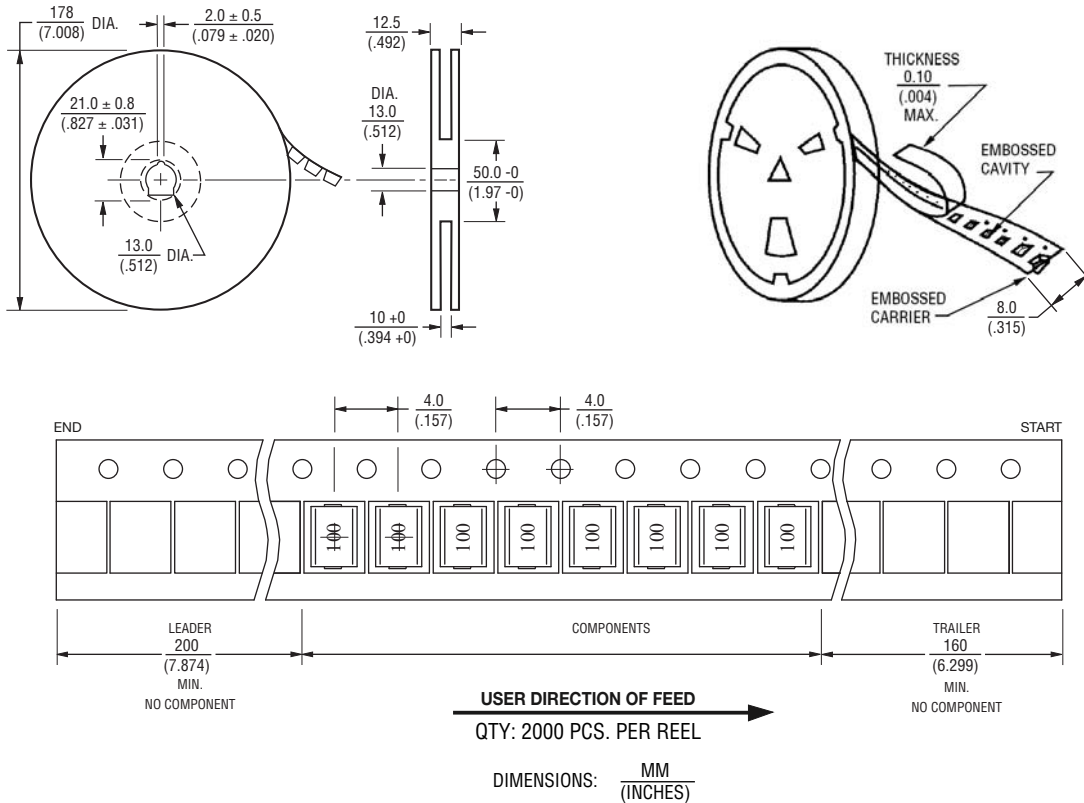 178
(7.008) DIA.
2.0 ± 0.5
(.079 ± .020)
21.0 ± 0.8
(.827 ± .031)
13.0
(.512) DIA.
12.5
(.492)
DIA.
13.0
(.512)
50.0 -0
(1.97 -0)
10 +0
(.394 +0)
THICKNESS
0.10
(.004)
MAX.
EMBOSSED
CAVITY
EMBOSSED
CARRIER
8.0
(.315)
4.0
(.157)
4.0
(.157)
END
START
100 100 100 100 100 100 100 100
LEADER
200
(7.874)
MIN.
NO COMPONENT
COMPONENTS
TRAILER
160
(6.299)
MIN.
NO COMPONENT
USER DIRECTION OF FEED
QTY: 2000 PCS. PER REEL
DIMENSIONS: MM
(INCHES)